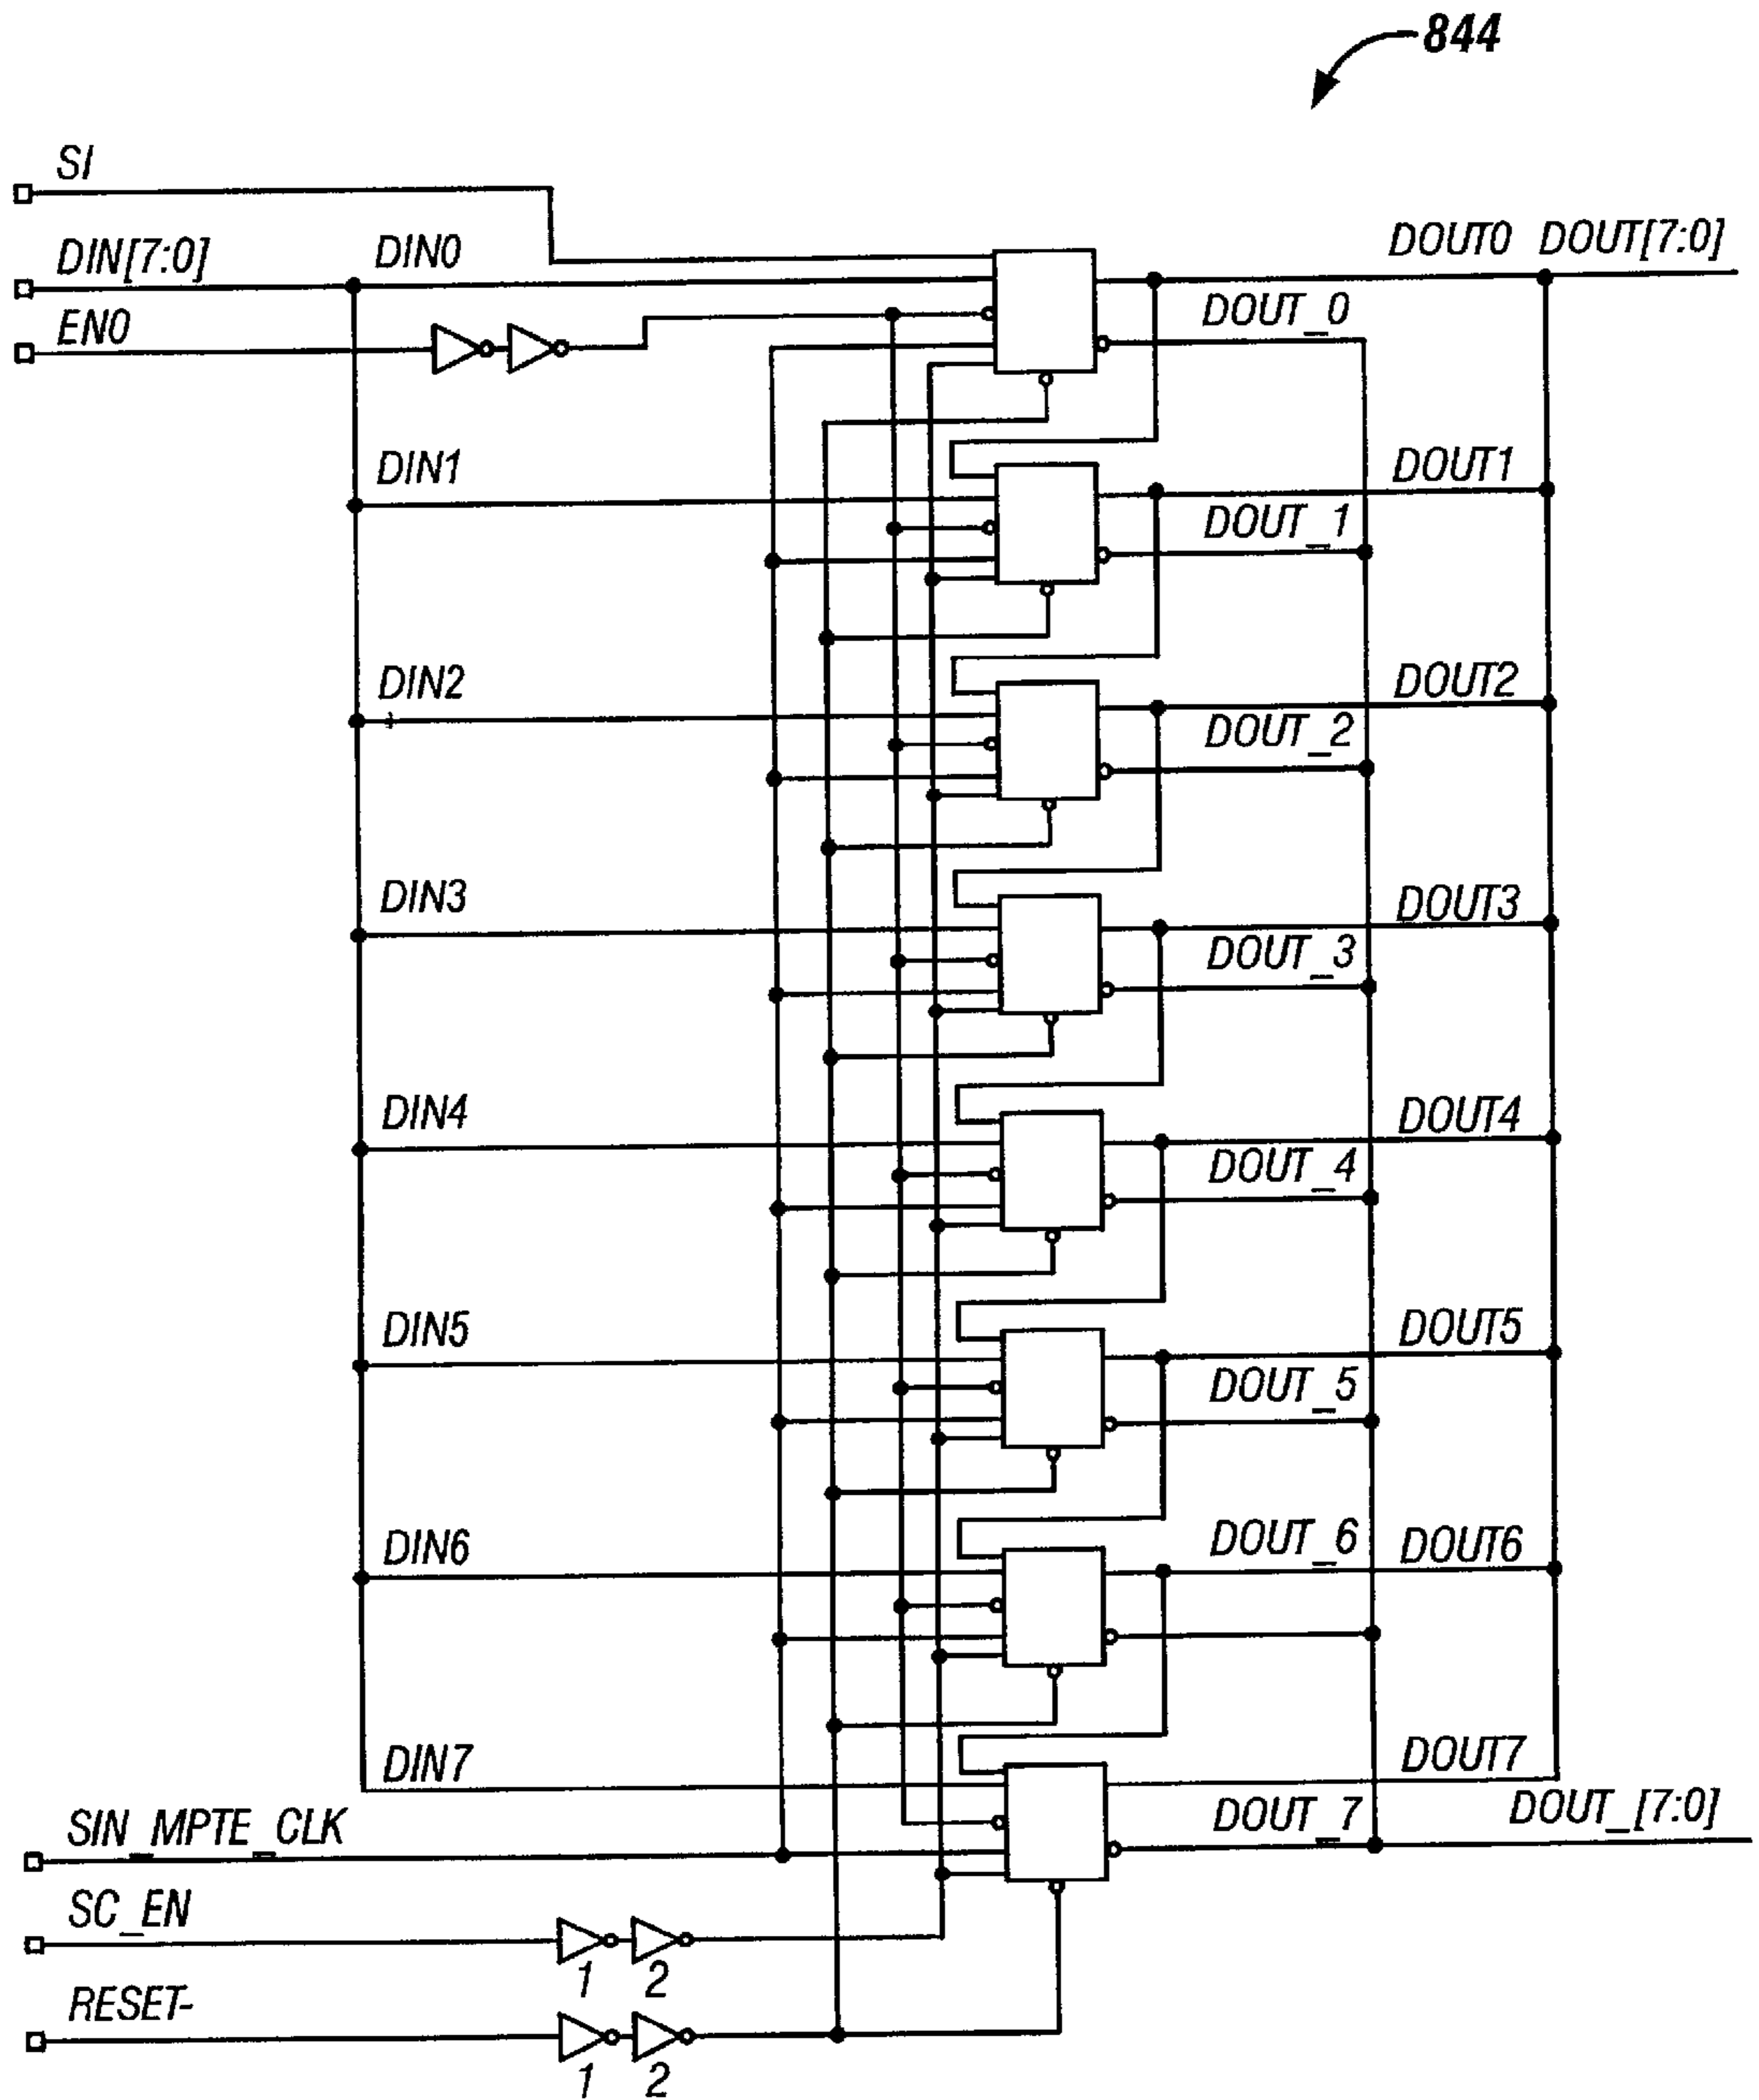 844
SI
DIN[7:0]
DIN0
DOUT0 DOUT[7:0]
EN0
DOUT_0
DIN1
DOUT1
DOUT_1
DIN2
DOUT2
DOUT_2
DIN3
DOUT3
DOUT_3
DIN4
DOUT4
DOUT_4
DIN5
DOUT5
DOUT_5
DIN6
DOUT_6
DOUT6
DIN7
DOUT7
SIN_MPTE_CLK
DOUT_7
DOUT_[7:0]
SC_EN
1 2
RESET-
1 2